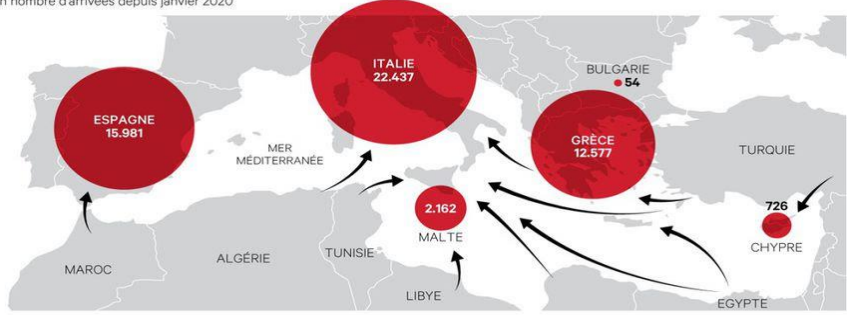 n nombre d'arrivées depuis janvier 2020
ITALIE
22.437
BULGARIE
54
ESPAGNE
15.981
GRÈCE
12.577
MER
MÉDITERRANÉE
TURQUIE
2.162
726
MALTE
CHYPRE
TUNISIE
ALGÉRIE
MAROC
LIBYE
EGYPTE